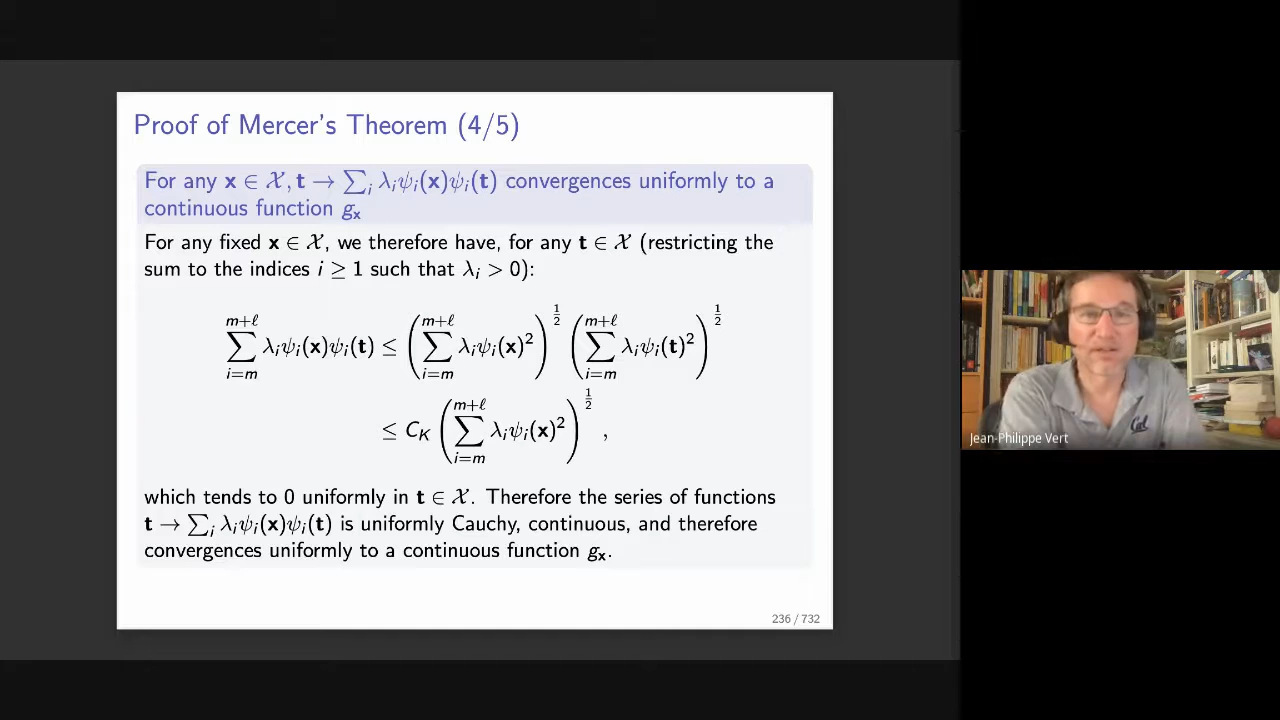 Proof of Mercer's Theorem (4/5)
For any x ∈ 𝒳, t → ∑ᵢ λᵢψᵢ(x)ψᵢ(t) convergences uniformly to a
continuous function gₓ
For any fixed x ∈ 𝒳, we therefore have, for any t ∈ 𝒳 (restricting the
sum to the indices i ≥ 1 such that λᵢ > 0):
∑_{i=m}^{m+ℓ} λᵢψᵢ(x)ψᵢ(t) ≤ (∑_{i=m}^{m+ℓ} λᵢψᵢ(x)²)^{1/2} (∑_{i=m}^{m+ℓ} λᵢψᵢ(t)²)^{1/2}
≤ C_K (∑_{i=m}^{m+ℓ} λᵢψᵢ(x)²)^{1/2},
which tends to 0 uniformly in t ∈ 𝒳. Therefore the series of functions
t → ∑ᵢ λᵢψᵢ(x)ψᵢ(t) is uniformly Cauchy, continuous, and therefore
convergences uniformly to a continuous function gₓ.
236 / 732
Cal
Jean-Philippe Vert